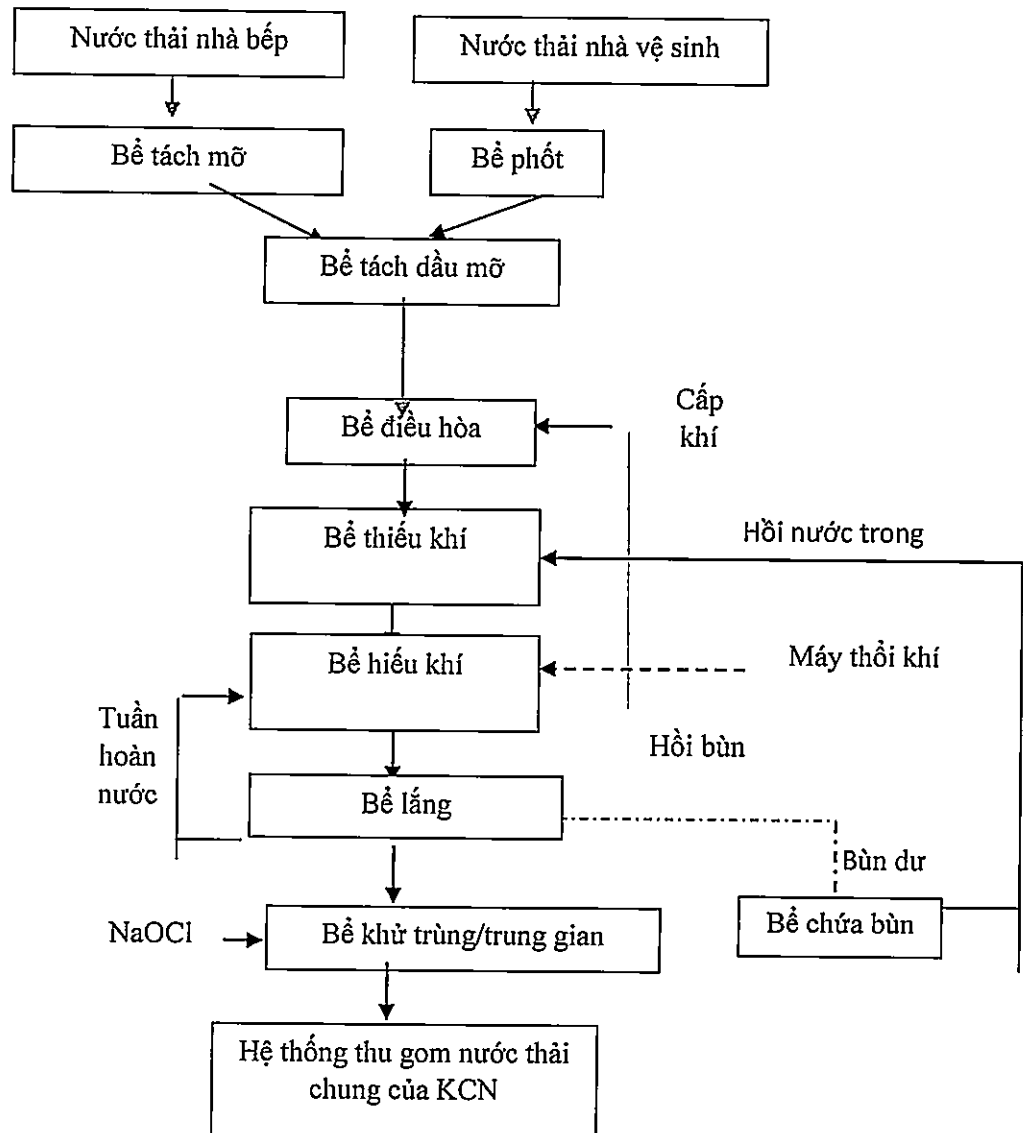 Nước thải nhà bếp
Nước thải nhà vệ sinh
Bể tách mỡ
Bể phốt
Bể tách dầu mỡ
Bể điều hòa
Cấp
khí
Bể thiếu khí
Hồi nước trong
Bể hiếu khí
Máy thổi khí
Tuần
hoàn
nước
Hồi bùn
Bể lắng
Bùn dư
NaOCl
Bể khử trùng/trung gian
Bể chứa bùn
Hệ thống thu gom nước thải
chung của KCN